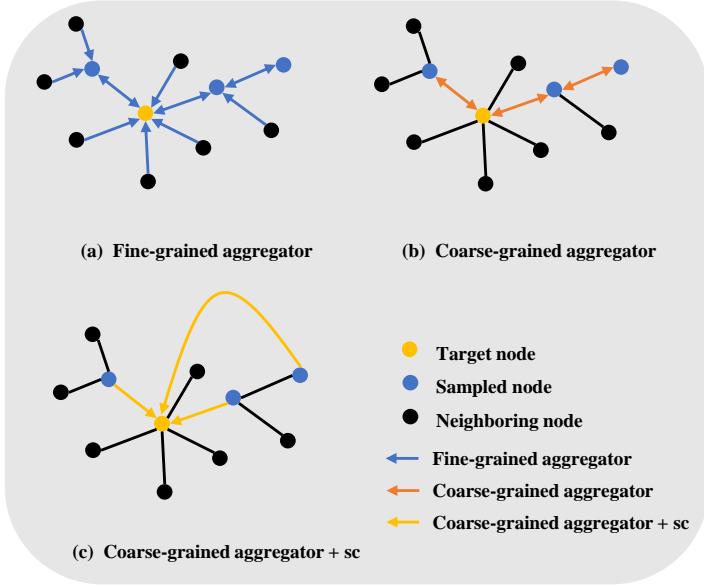 (a) Fine-grained aggregator
(b) Coarse-grained aggregator
Target node
Sampled node
Neighboring node
Fine-grained aggregator
Coarse-grained aggregator
Coarse-grained aggregator + sc
(c) Coarse-grained aggregator + sc